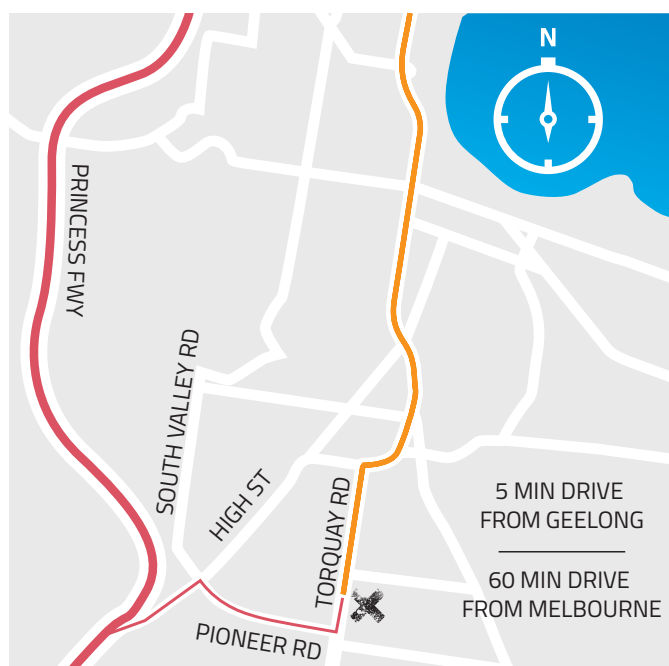 N
PRINCESS FWY
SOUTH VALLEY RD
HIGH ST
TORQUAY RD
PIONEER RD
5 MIN DRIVE
FROM GEELONG
60 MIN DRIVE
FROM MELBOURNE